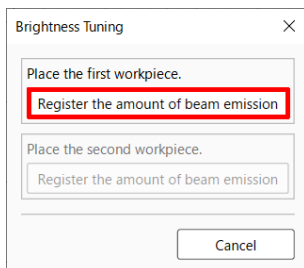 Brightness Tuning
Place the first workpiece.
Register the amount of beam emission
Place the second workpiece.
Register the amount of beam emission
Cancel